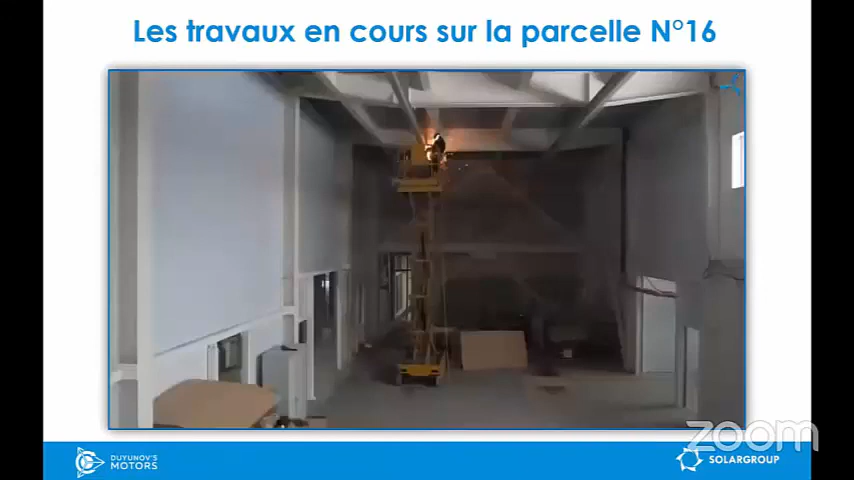 Les travaux en cours sur la parcelle N°16
zoom
DUYUNOV'S
MOTORS
SOLARGROUP